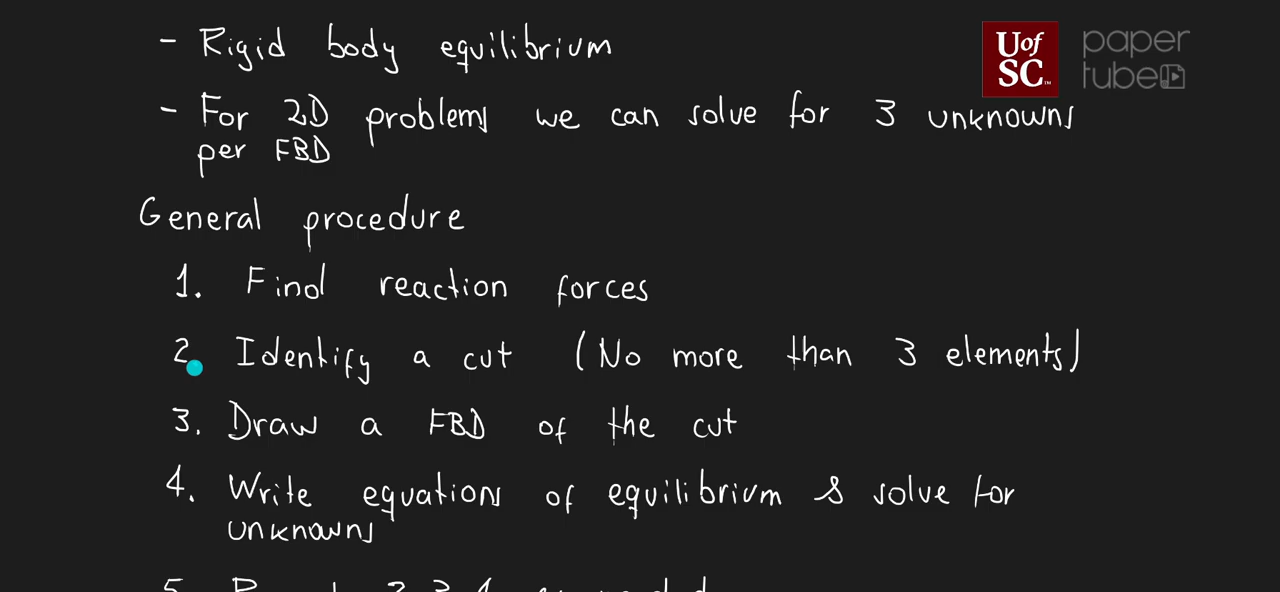 - Rigid body equilibrium
UofSC™
paper tube
- For 2D problems we can solve for 3 unknowns
per FBD
General procedure
1. Find reaction forces
2. Identify a cut (No more than 3 elements)
3. Draw a FBD of the cut
4. Write equations of equilibrium & solve for
unknowns
5.